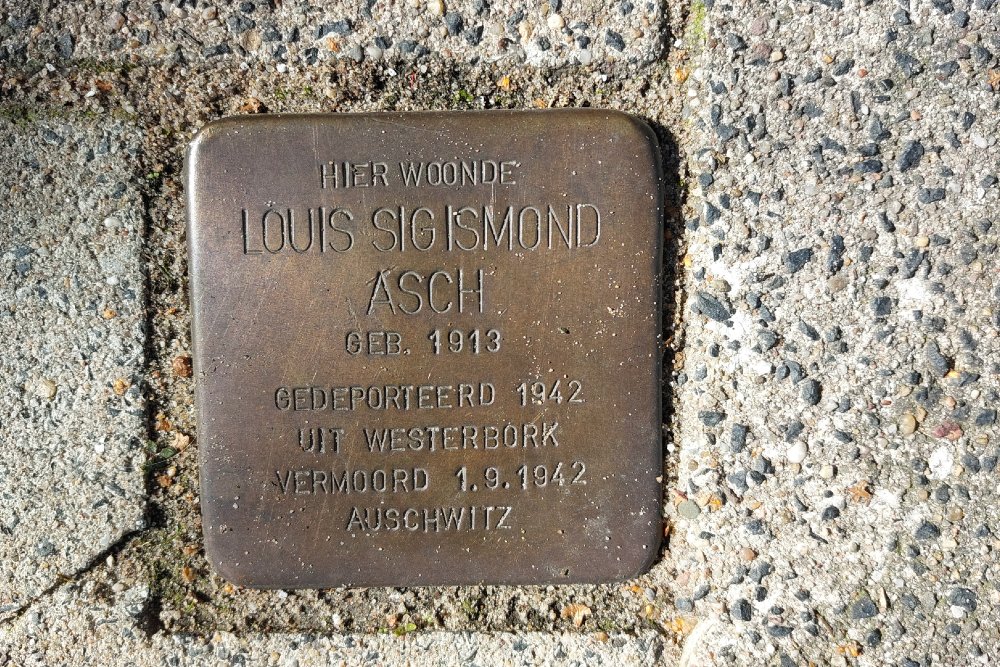 HIER WOONDE
LOUIS SIGISMOND
ASCH
GEB. 1913
GEDEPORTEERD 1942
UIT WESTERBORK
VERMOORD 1.9.1942
AUSCHWITZ